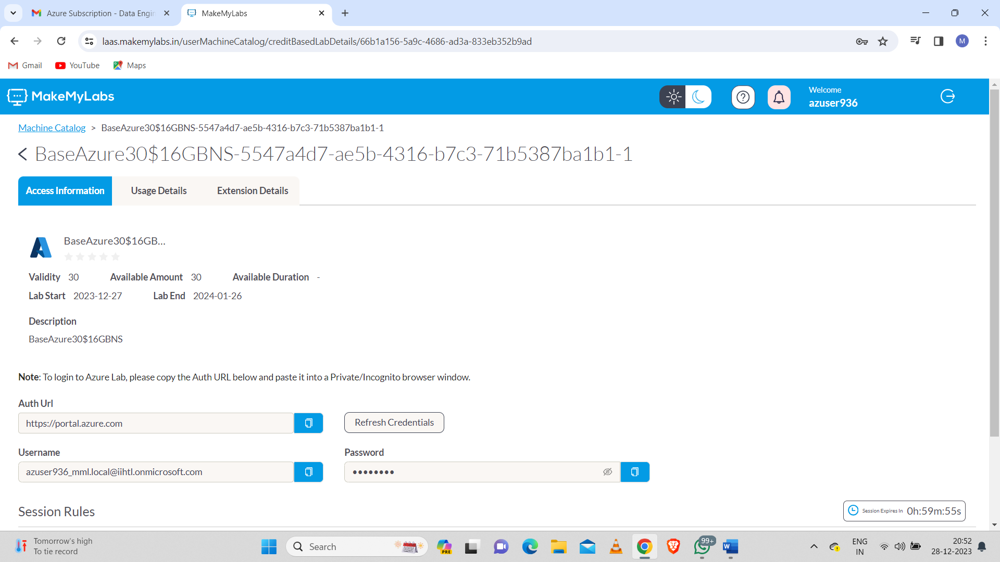 Azure Subscription - Data Engin
MakeMyLabs
laas.makemylabs.in/userMachineCatalog/creditBasedLabDetails/66b1a156-5a9c-4686-ad3a-833eb352b9ad
M
Gmail
YouTube
Maps
MakeMyLabs
Welcome
azuser936
Machine Catalog > BaseAzure30$16GBNS-5547a4d7-ae5b-4316-b7c3-71b5387ba1b1-1
< BaseAzure30$16GBNS-5547a4d7-ae5b-4316-b7c3-71b5387ba1b1-1
Access Information
Usage Details
Extension Details
BaseAzure30$16GB...
Validity 30 Available Amount 30 Available Duration -
Lab Start 2023-12-27 Lab End 2024-01-26
Description
BaseAzure30$16GBNS
Note: To login to Azure Lab, please copy the Auth URL below and paste it into a Private/Incognito browser window.
Auth Url
https://portal.azure.com
Refresh Credentials
Username
Password
azuser936_mml.local@iihtl.onmicrosoft.com
••••••••
Session Rules
Session Expires In 0h:59m:55s
Tomorrow's high
To tie record
Search
PRE
99+
ENG
IN
20:52
28-12-2023